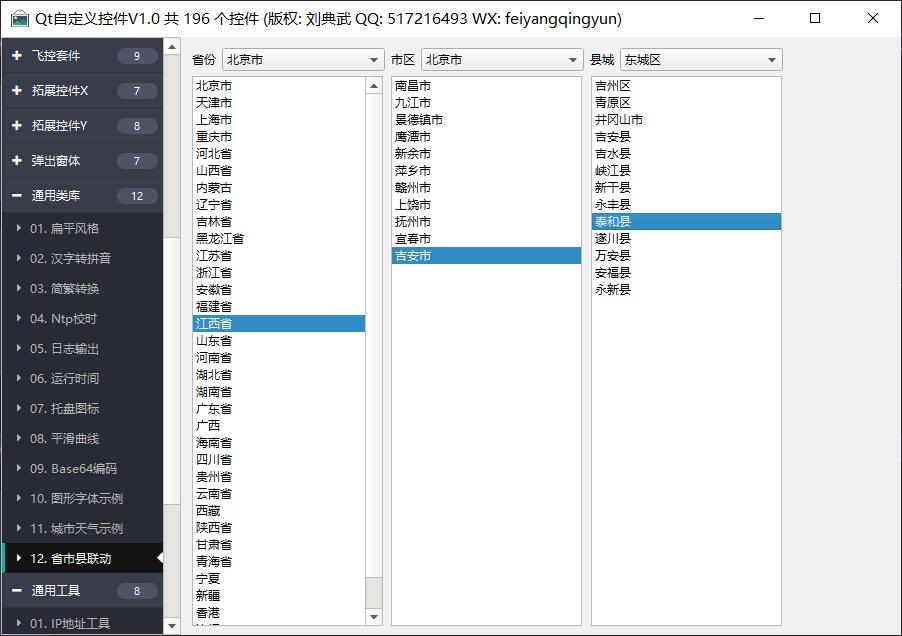 Qt自定义控件V1.0 共 196 个控件 (版权: 刘典武 QQ: 517216493 WX: feiyangqingyun)
飞控套件 9
拓展控件X 7
拓展控件Y 8
弹出窗体 7
通用类库 12
01. 扁平风格
02. 汉字转拼音
03. 简繁转换
04. Ntp校时
05. 日志输出
06. 运行时间
07. 托盘图标
08. 平滑曲线
09. Base64编码
10. 图形字体示例
11. 城市天气示例
12. 省市县联动
通用工具 8
01. IP地址工具
省份 北京市 市区 北京市 县城 东城区
北京市
天津市
上海市
重庆市
河北省
山西省
内蒙古
辽宁省
吉林省
黑龙江省
江苏省
浙江省
安徽省
福建省
江西省
山东省
河南省
湖北省
湖南省
广东省
广西
海南省
四川省
贵州省
云南省
西藏
陕西省
甘肃省
青海省
宁夏
新疆
香港
南昌市
九江市
景德镇市
鹰潭市
新余市
萍乡市
赣州市
上饶市
抚州市
宜春市
吉安市
吉州区
青原区
井冈山市
吉安县
吉水县
峡江县
新干县
永丰县
泰和县
遂川县
万安县
安福县
永新县